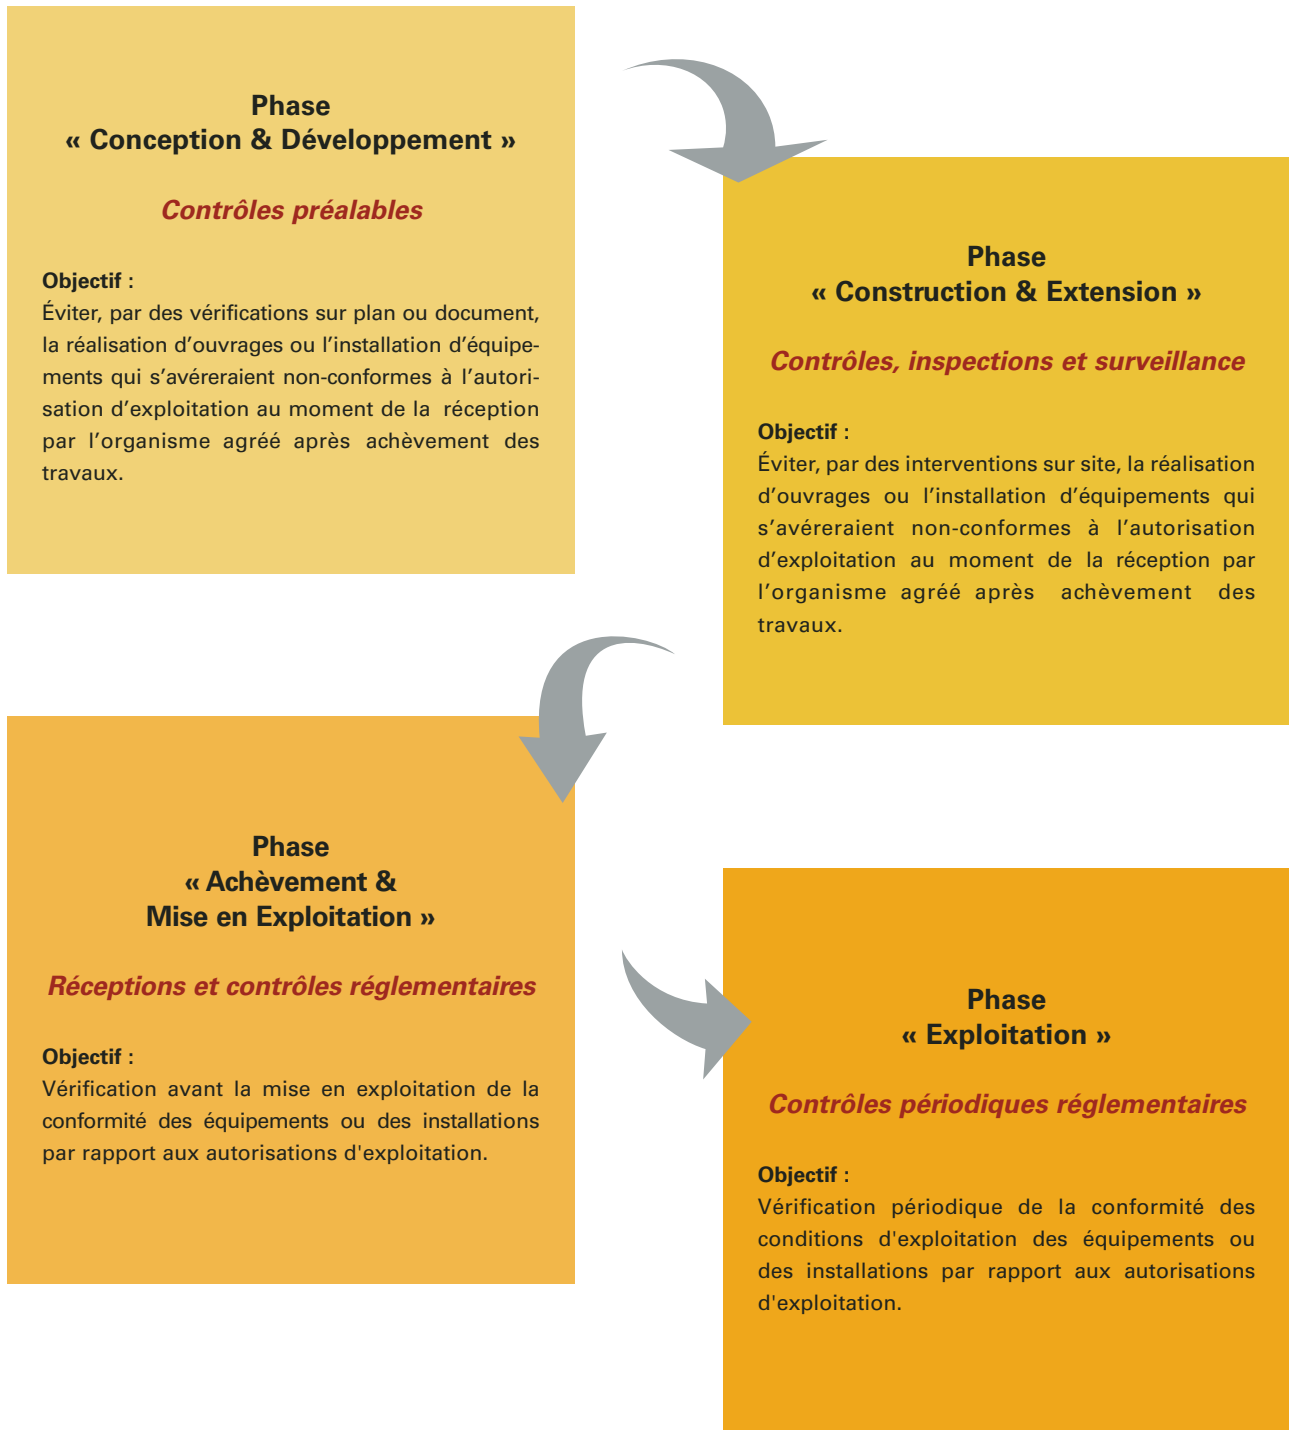 Phase
« Conception & Développement »
Contrôles préalables
Objectif :
Éviter, par des vérifications sur plan ou document,
la réalisation d’ouvrages ou l’installation d’équipe-
ments qui s’avéreraient non-conformes à l’autori-
sation d’exploitation au moment de la réception
par l’organisme agréé après achèvement des
travaux.
Phase
« Construction & Extension »
Contrôles, inspections et surveillance
Objectif :
Éviter, par des interventions sur site, la réalisation
d’ouvrages ou l’installation d’équipements qui
s’avéreraient non-conformes à l’autorisation
d’exploitation au moment de la réception par
l’organisme agréé après achèvement des
travaux.
Phase
« Achèvement &
Mise en Exploitation »
Réceptions et contrôles réglementaires
Objectif :
Vérification avant la mise en exploitation de la
conformité des équipements ou des installations
par rapport aux autorisations d'exploitation.
Phase
« Exploitation »
Contrôles périodiques réglementaires
Objectif :
Vérification périodique de la conformité des
conditions d'exploitation des équipements ou
des installations par rapport aux autorisations
d'exploitation.